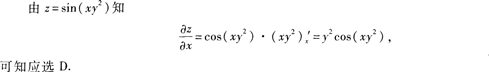 由 z=sin(xy²)知
∂z/∂x=cos(xy²)·(xy²)′ₓ=y²cos(xy²),
可知应选 D.